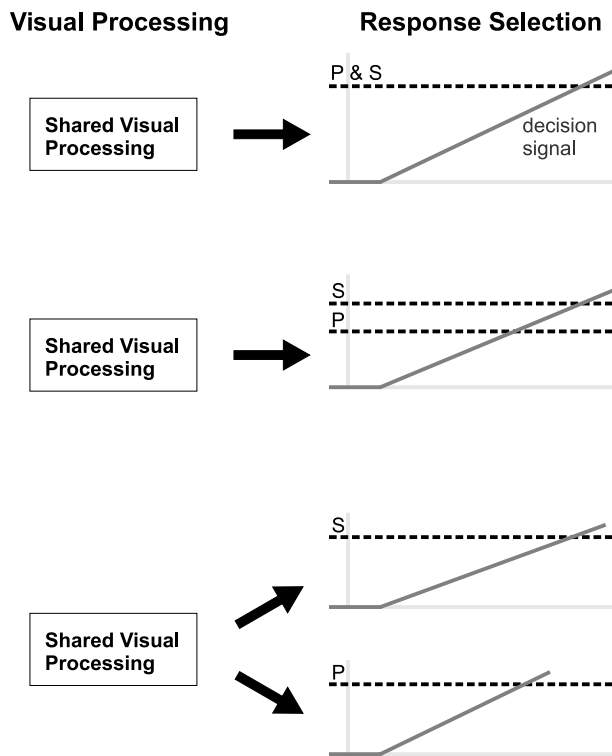 Visual Processing
Response Selection
P & S
Shared Visual
Processing
decision
signal
S
P
Shared Visual
Processing
S
Shared Visual
Processing
P